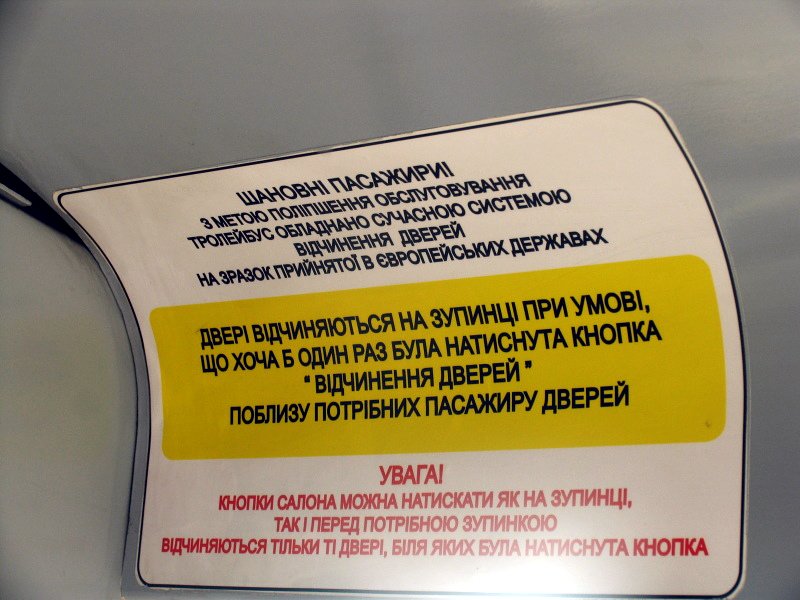 ШАНОВНІ ПАСАЖИРИ!
З МЕТОЮ ПОЛІПШЕННЯ ОБСЛУГОВУВАННЯ
ТРОЛЕЙБУС ОБЛАДНАНО СУЧАСНОЮ СИСТЕМОЮ
ВІДЧИНЕННЯ ДВЕРЕЙ
НА ЗРАЗОК ПРИЙНЯТОЇ В ЄВРОПЕЙСЬКИХ ДЕРЖАВАХ
ДВЕРІ ВІДЧИНЯЮТЬСЯ НА ЗУПИНЦІ ПРИ УМОВІ,
ЩО ХОЧА Б ОДИН РАЗ БУЛА НАТИСНУТА КНОПКА
“ ВІДЧИНЕННЯ ДВЕРЕЙ ”
ПОБЛИЗУ ПОТРІБНИХ ПАСАЖИРУ ДВЕРЕЙ
УВАГА!
КНОПКИ САЛОНА МОЖНА НАТИСКАТИ ЯК НА ЗУПИНЦІ,
ТАК І ПЕРЕД ПОТРІБНОЮ ЗУПИНКОЮ
ВІДЧИНЯЮТЬСЯ ТІЛЬКИ ТІ ДВЕРІ, БІЛЯ ЯКИХ БУЛА НАТИСНУТА КНОПКА